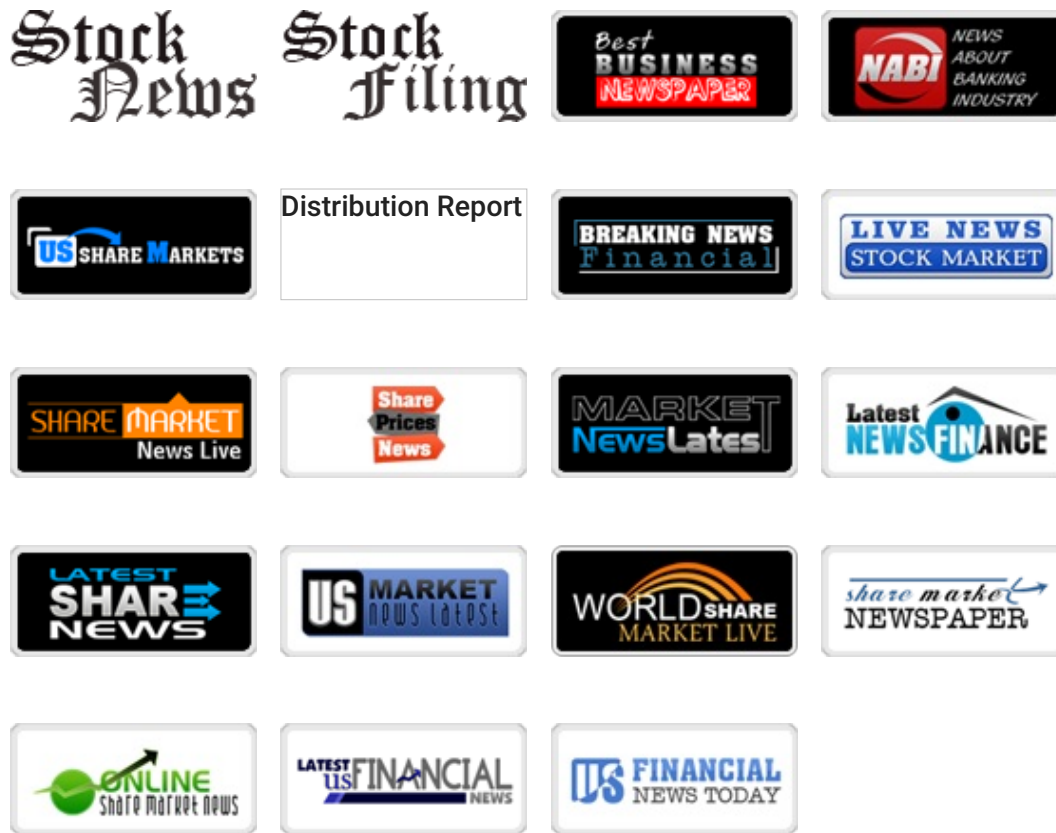 Stock
News
Stock
Filing
Best
BUSINESS
NEWSPAPER
NABI
NEWS
ABOUT
BANKING
INDUSTRY
US SHARE MARKETS
Distribution Report
BREAKING NEWS
Financial
LIVE NEWS
STOCK MARKET
SHARE MARKET
News Live
Share
Prices
News
MARKET
News Latest
Latest
NEWS FINANCE
LATEST
SHARE
NEWS
US MARKET
news latest
WORLD SHARE
MARKET LIVE
share market
NEWSPAPER
ONLINE
share market news
LATEST
us FINANCIAL
NEWS
US FINANCIAL
NEWS TODAY